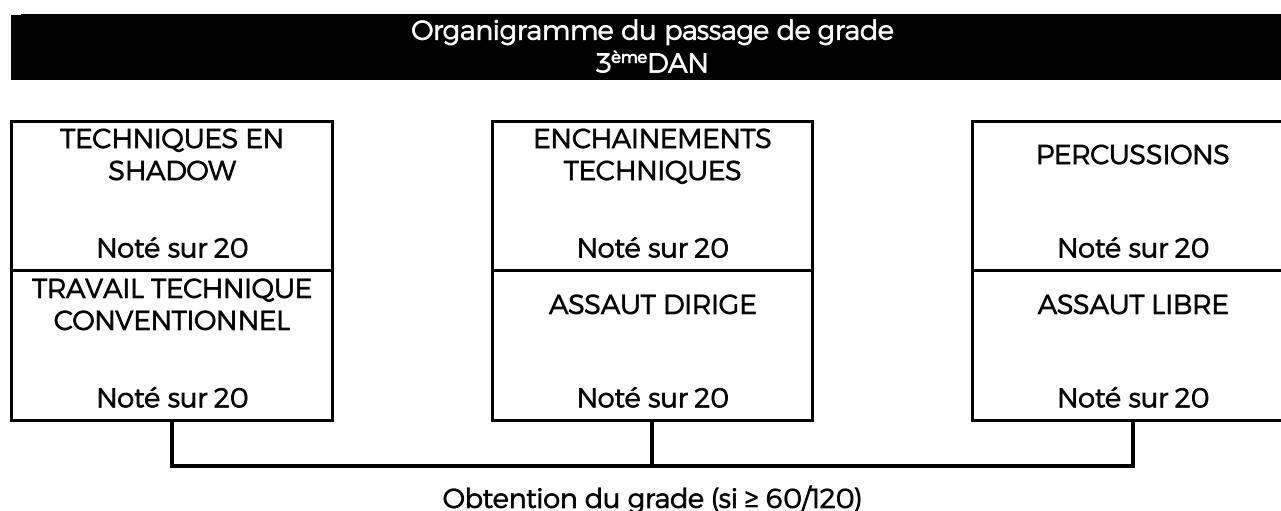 Organigramme du passage de grade
3èmeDAN
TECHNIQUES EN
SHADOW
Noté sur 20
TRAVAIL TECHNIQUE
CONVENTIONNEL
Noté sur 20
ENCHAINEMENTS
TECHNIQUES
Noté sur 20
ASSAUT DIRIGE
Noté sur 20
PERCUSSIONS
Noté sur 20
ASSAUT LIBRE
Noté sur 20
Obtention du grade (si ≥ 60/120)